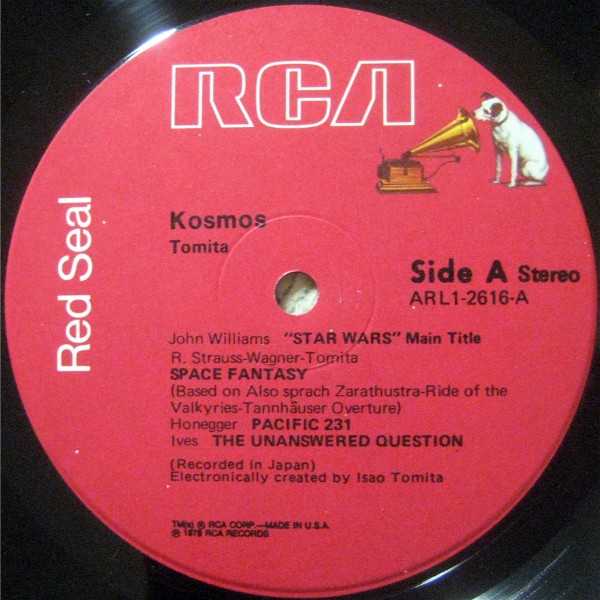 RCA
Red Seal
Kosmos
Tomita
Side A Stereo
ARL1-2616-A
John Williams "STAR WARS" Main Title
R. Strauss-Wagner-Tomita
SPACE FANTASY
(Based on Also sprach Zarathustra-Ride of the
Valkyries-Tannhäuser Overture)
Honegger PACIFIC 231
Ives THE UNANSWERED QUESTION
(Recorded in Japan)
Electronically created by Isao Tomita
TM(s) ® RCA CORP.—MADE IN U.S.A.
℗ 1978 RCA RECORDS